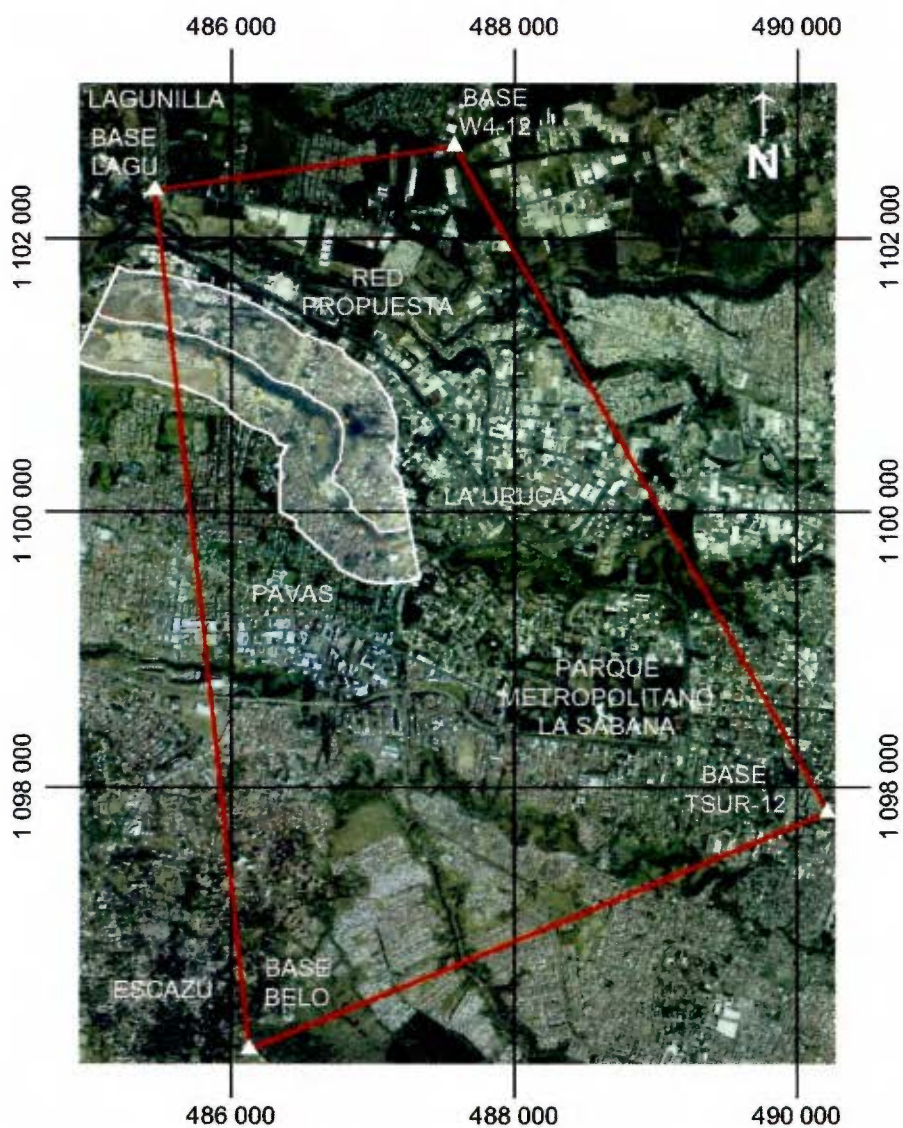 486 000
488 000
490 000
LAGUNILLA
BASE
LAGU
BASE
W4-12
N
1 102 000
1 102 000
RED
PROPUESTA
1 100 000
1 100 000
LA URUCA
PAVAS
PARQUE
METROPOLITANO
LA SABANA
BASE
TSUR-12
1 098 000
1 098 000
ESCAZÚ
BASE
BELO
486 000
488 000
490 000